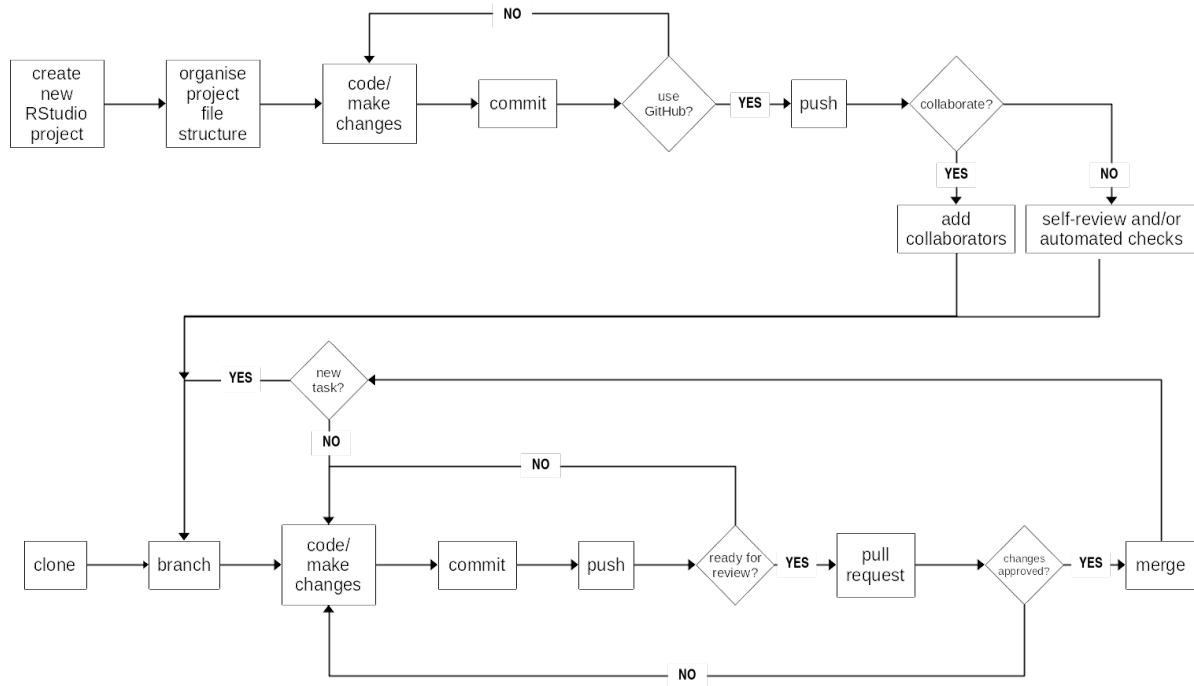 NO
create
new
RStudio
project
organise
project
file
structure
code/
make
changes
commit
use
GitHub?
YES
push
collaborate?
YES
NO
add
collaborators
self-review and/or
automated checks
new
task?
YES
NO
NO
clone
branch
code/
make
changes
commit
push
ready for
review?
YES
pull
request
changes
approved?
YES
merge
NO